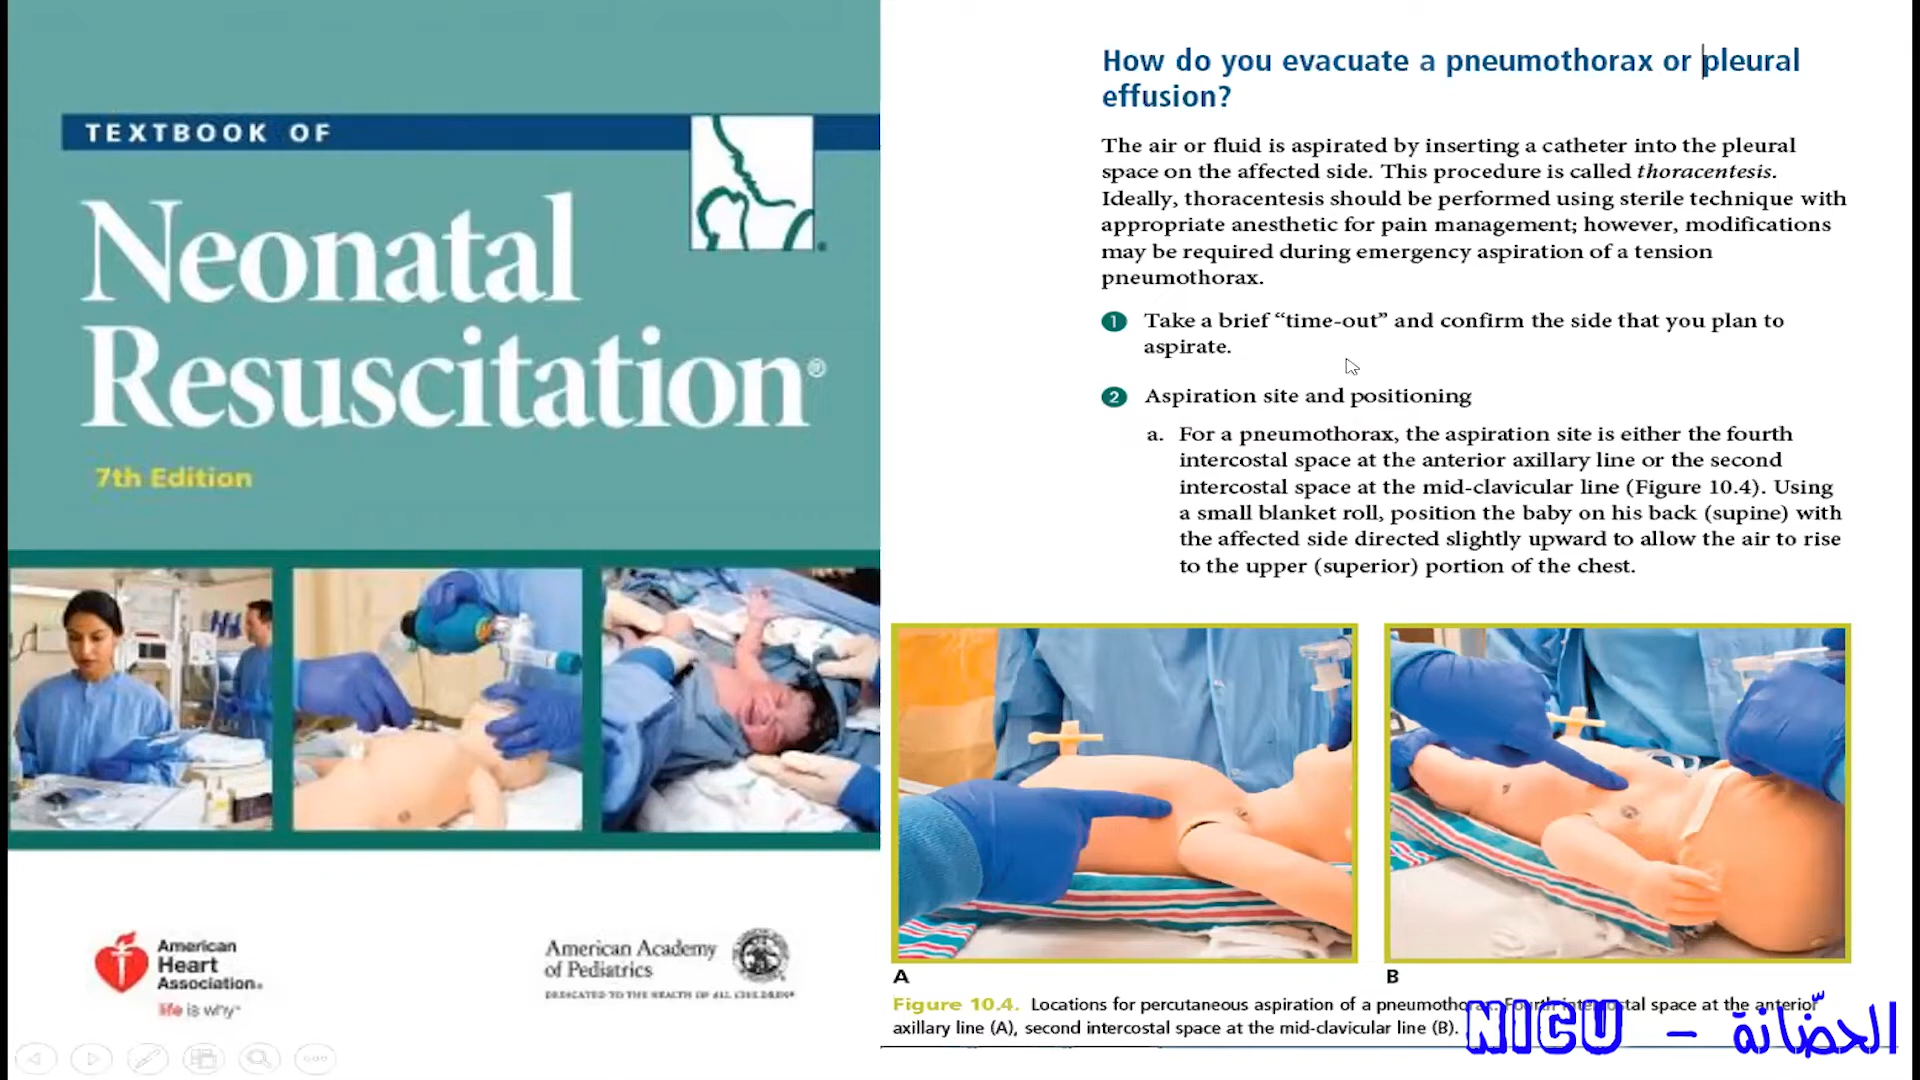 TEXTBOOK OF
Neonatal
Resuscitation®
7th Edition
American
Heart
Association®
life is why™
American Academy
of Pediatrics
DEDICATED TO THE HEALTH OF ALL CHILDREN®
How do you evacuate a pneumothorax or pleural
effusion?
The air or fluid is aspirated by inserting a catheter into the pleural
space on the affected side. This procedure is called thoracentesis.
Ideally, thoracentesis should be performed using sterile technique with
appropriate anesthetic for pain management; however, modifications
may be required during emergency aspiration of a tension
pneumothorax.
1 Take a brief “time-out” and confirm the side that you plan to
aspirate.
2 Aspiration site and positioning
a. For a pneumothorax, the aspiration site is either the fourth
intercostal space at the anterior axillary line or the second
intercostal space at the mid-clavicular line (Figure 10.4). Using
a small blanket roll, position the baby on his back (supine) with
the affected side directed slightly upward to allow the air to rise
to the upper (superior) portion of the chest.
A
B
Figure 10.4. Locations for percutaneous aspiration of a pneumothorax. Fourth intercostal space at the anterior
axillary line (A), second intercostal space at the mid-clavicular line (B).
NICU - الحضّانة